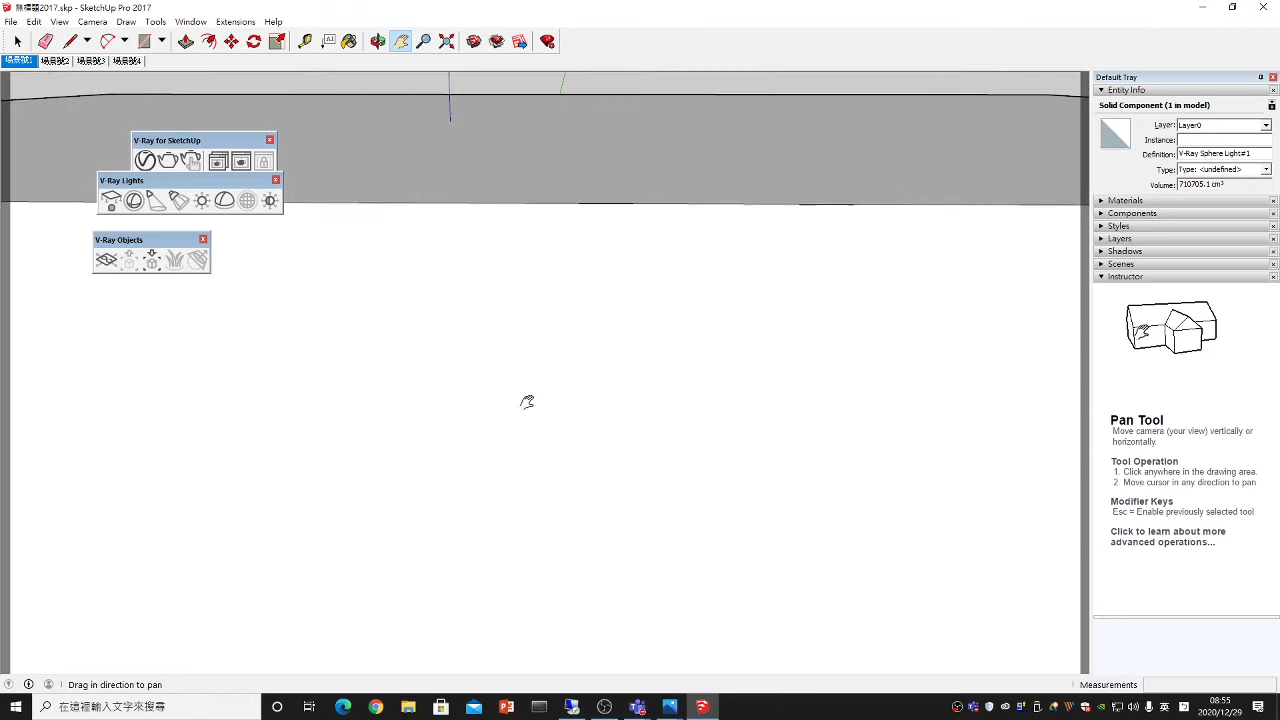 無標題2017.skp - SketchUp Pro 2017
File Edit View Camera Draw Tools Window Extensions Help
場景號1 場景號2 場景號3 場景號4
V-Ray for SketchUp
V-Ray Lights
V-Ray Objects
Default Tray
Entity Info
Solid Component (1 in model)
Layer: Layer0
Instance:
Definition: V-Ray Sphere Light#1
Type: Type: <undefined>
Volume: 710705.1 cm³
Materials
Components
Styles
Layers
Shadows
Scenes
Instructor
Pan Tool
Move camera (your view) vertically or
horizontally.
Tool Operation
1. Click anywhere in the drawing area.
2. Move cursor in any direction to pan
Modifier Keys
Esc = Enable previously selected tool
Click to learn about more
advanced operations...
Drag in direction to pan
Measurements
在這裡輸入文字來搜尋
08:55
2020/12/29